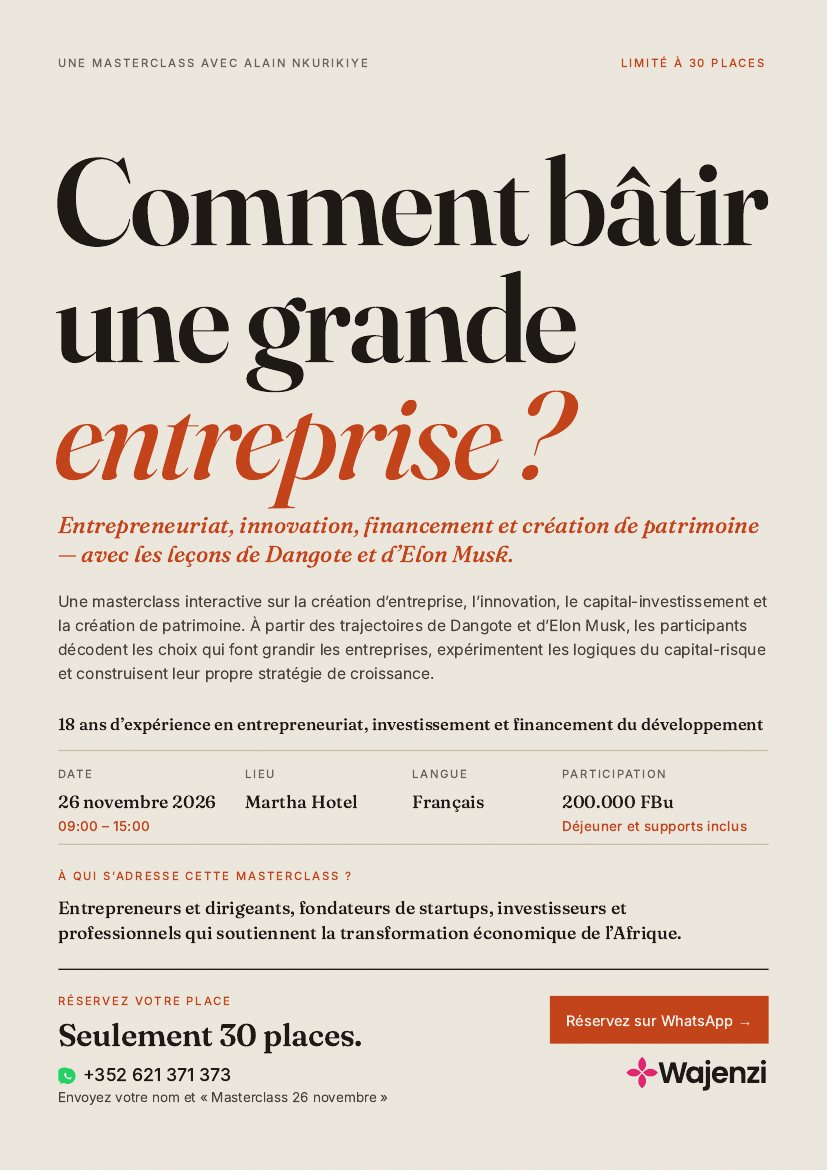 UNE MASTERCLASS AVEC ALAIN NKURIKIYE
LIMITÉ À 30 PLACES
Comment bâtir
une grande
entreprise ?
Entrepreneuriat, innovation, financement et création de patrimoine
— avec les leçons de Dangote et d’Elon Musk.
Une masterclass interactive sur la création d’entreprise, l’innovation, le capital-investissement et
la création de patrimoine. À partir des trajectoires de Dangote et d’Elon Musk, les participants
décodent les choix qui font grandir les entreprises, expérimentent les logiques du capital-risque
et construisent leur propre stratégie de croissance.
18 ans d’expérience en entrepreneuriat, investissement et financement du développement
DATE
26 novembre 2026
09:00 – 15:00
LIEU
Martha Hotel
LANGUE
Français
PARTICIPATION
200.000 FBu
Déjeuner et supports inclus
À QUI S’ADRESSE CETTE MASTERCLASS ?
Entrepreneurs et dirigeants, fondateurs de startups, investisseurs et
professionnels qui soutiennent la transformation économique de l’Afrique.
RÉSERVEZ VOTRE PLACE
Seulement 30 places.
+352 621 371 373
Envoyez votre nom et « Masterclass 26 novembre »
Réservez sur WhatsApp →
Wajenzi